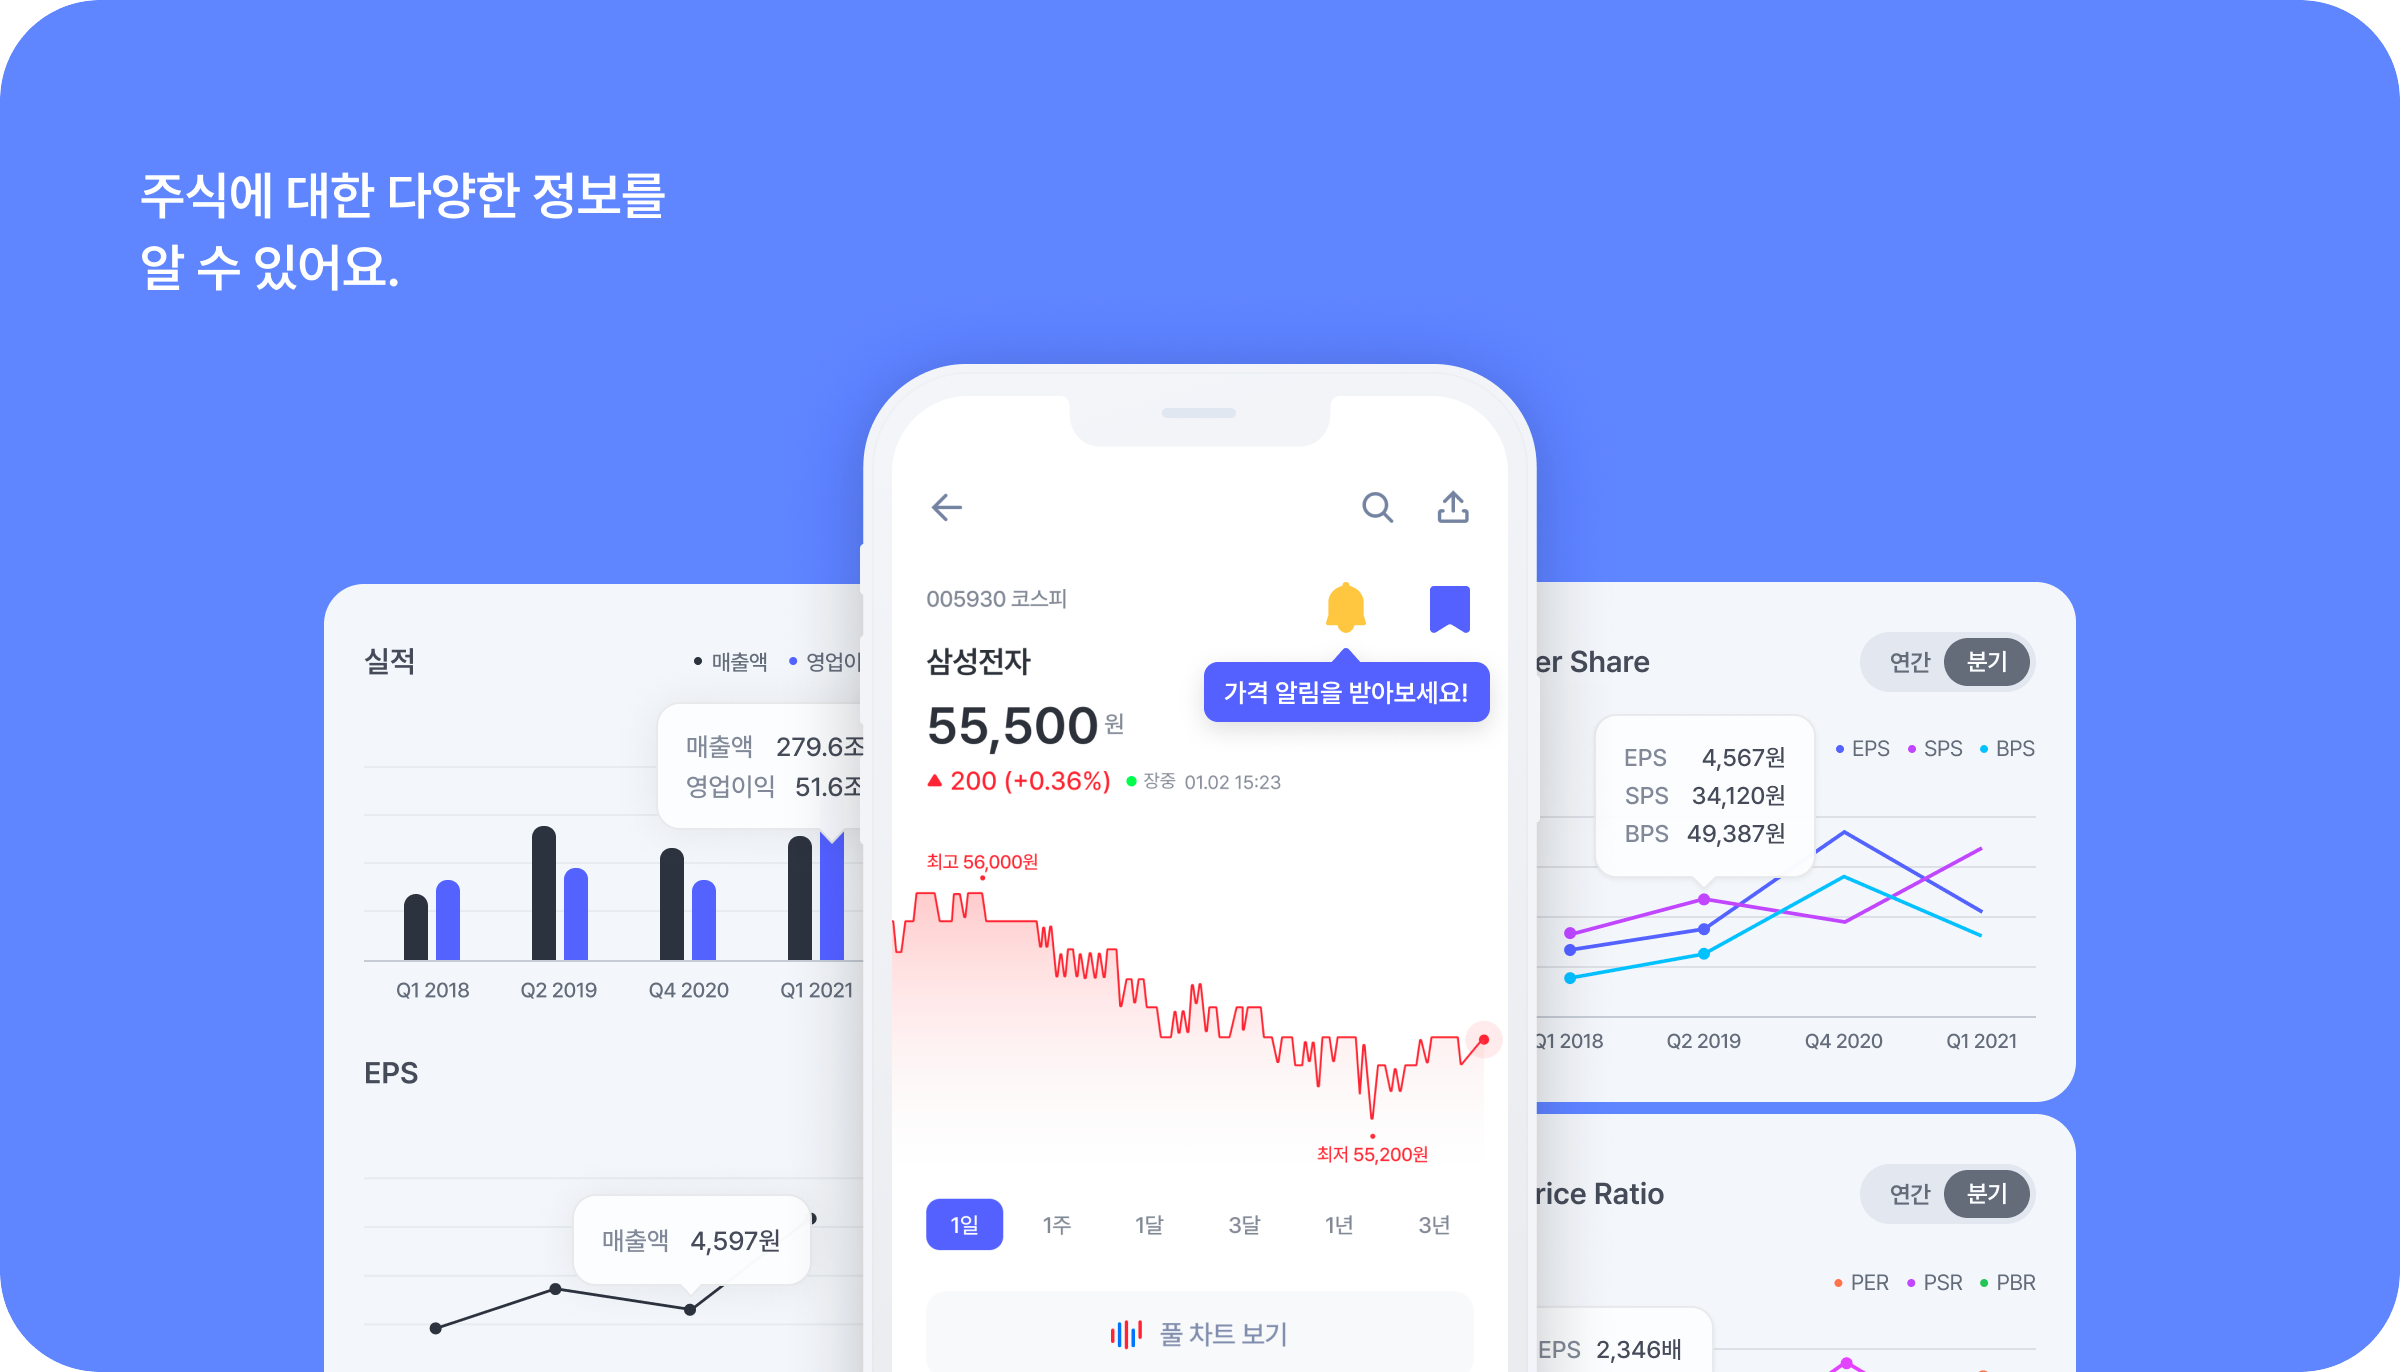 주식에 대한 다양한 정보를
알 수 있어요.
실적
매출액 영업이
매출액 279.6조
영업이익 51.6조
Q1 2018 Q2 2019 Q4 2020 Q1 2021
EPS
매출액 4,597원
005930 코스피
삼성전자
가격 알림을 받아보세요!
55,500 원
200 (+0.36%) 장중 01.02 15:23
최고 56,000원
최저 55,200원
1일 1주 1달 3달 1년 3년
풀 차트 보기
er Share
연간 분기
EPS SPS BPS
EPS 4,567원
SPS 34,120원
BPS 49,387원
Q1 2018 Q2 2019 Q4 2020 Q1 2021
rice Ratio
연간 분기
PER PSR PBR
EPS 2,346배